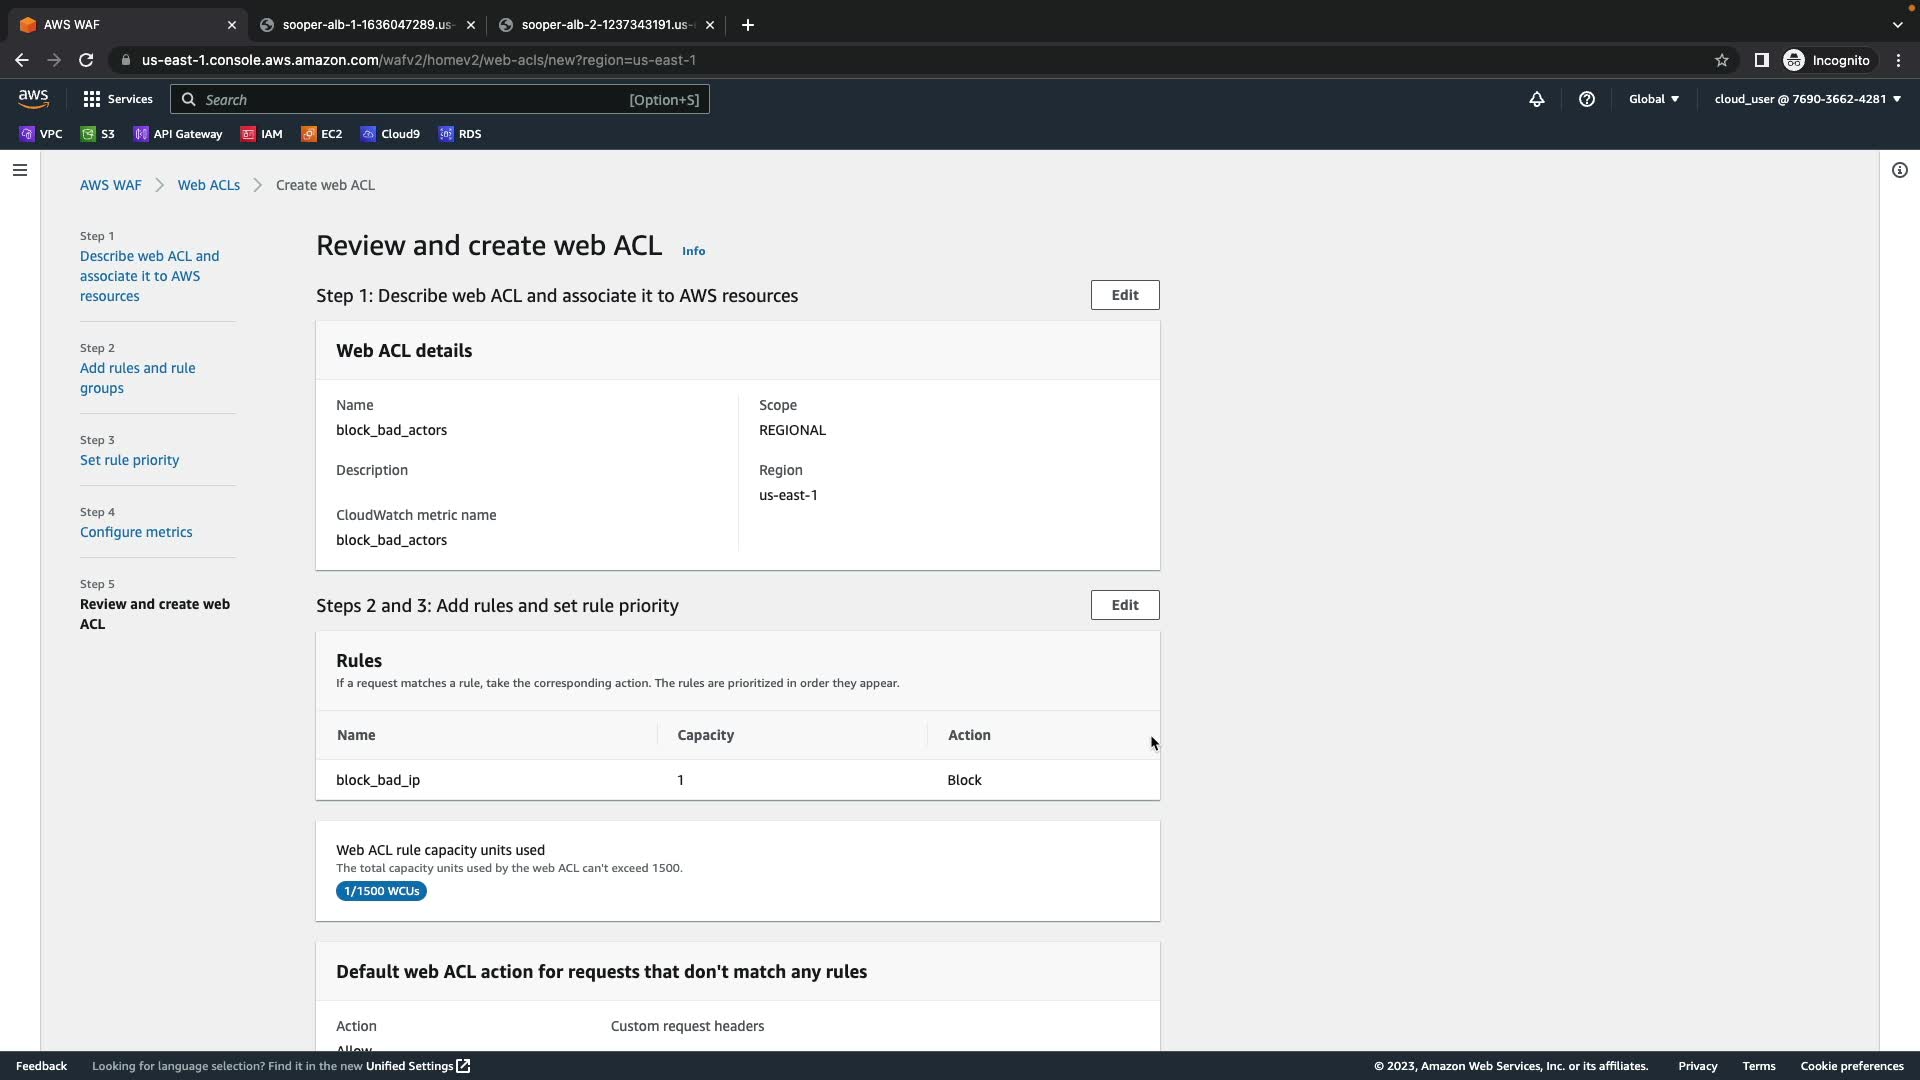 AWS WAF
sooper-alb-1-1636047289.us-
sooper-alb-2-1237343191.us-
us-east-1.console.aws.amazon.com/wafv2/homev2/web-acls/new?region=us-east-1
Incognito
aws
Services
Search
[Option+S]
Global
cloud_user @ 7690-3662-4281
VPC
S3
API Gateway
IAM
EC2
Cloud9
RDS
AWS WAF
Web ACLs
Create web ACL
Step 1
Describe web ACL and
associate it to AWS
resources
Step 2
Add rules and rule
groups
Step 3
Set rule priority
Step 4
Configure metrics
Step 5
Review and create web
ACL
Review and create web ACL Info
Step 1: Describe web ACL and associate it to AWS resources
Edit
Web ACL details
Name
block_bad_actors
Description
CloudWatch metric name
block_bad_actors
Scope
REGIONAL
Region
us-east-1
Steps 2 and 3: Add rules and set rule priority
Edit
Rules
If a request matches a rule, take the corresponding action. The rules are prioritized in order they appear.
Name Capacity Action
block_bad_ip 1 Block
Web ACL rule capacity units used
The total capacity units used by the web ACL can't exceed 1500.
1/1500 WCUs
Default web ACL action for requests that don't match any rules
Action
Custom request headers
Allow
Feedback
Looking for language selection? Find it in the new Unified Settings
© 2023, Amazon Web Services, Inc. or its affiliates.
Privacy
Terms
Cookie preferences